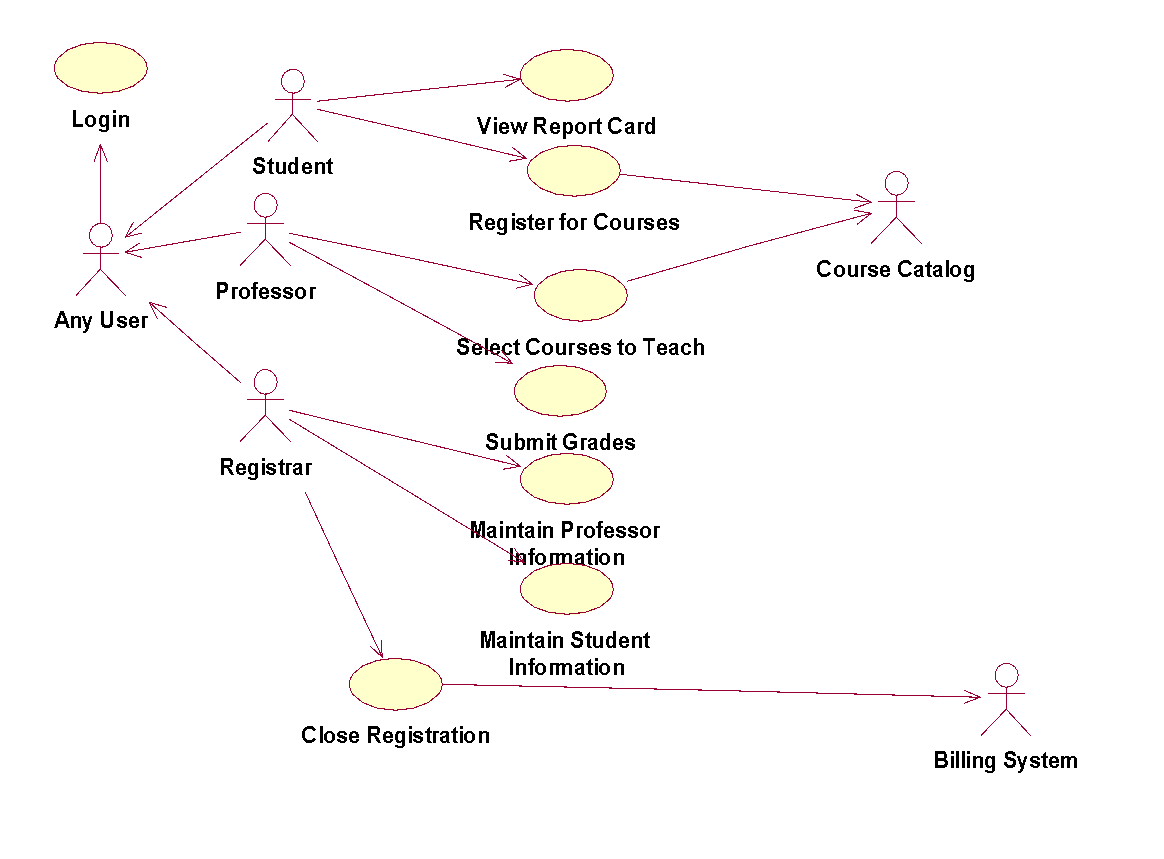 Login
View Report Card
Student
Register for Courses
Course Catalog
Professor
Any User
Select Courses to Teach
Submit Grades
Registrar
Maintain Professor
Information
Maintain Student
Information
Close Registration
Billing System